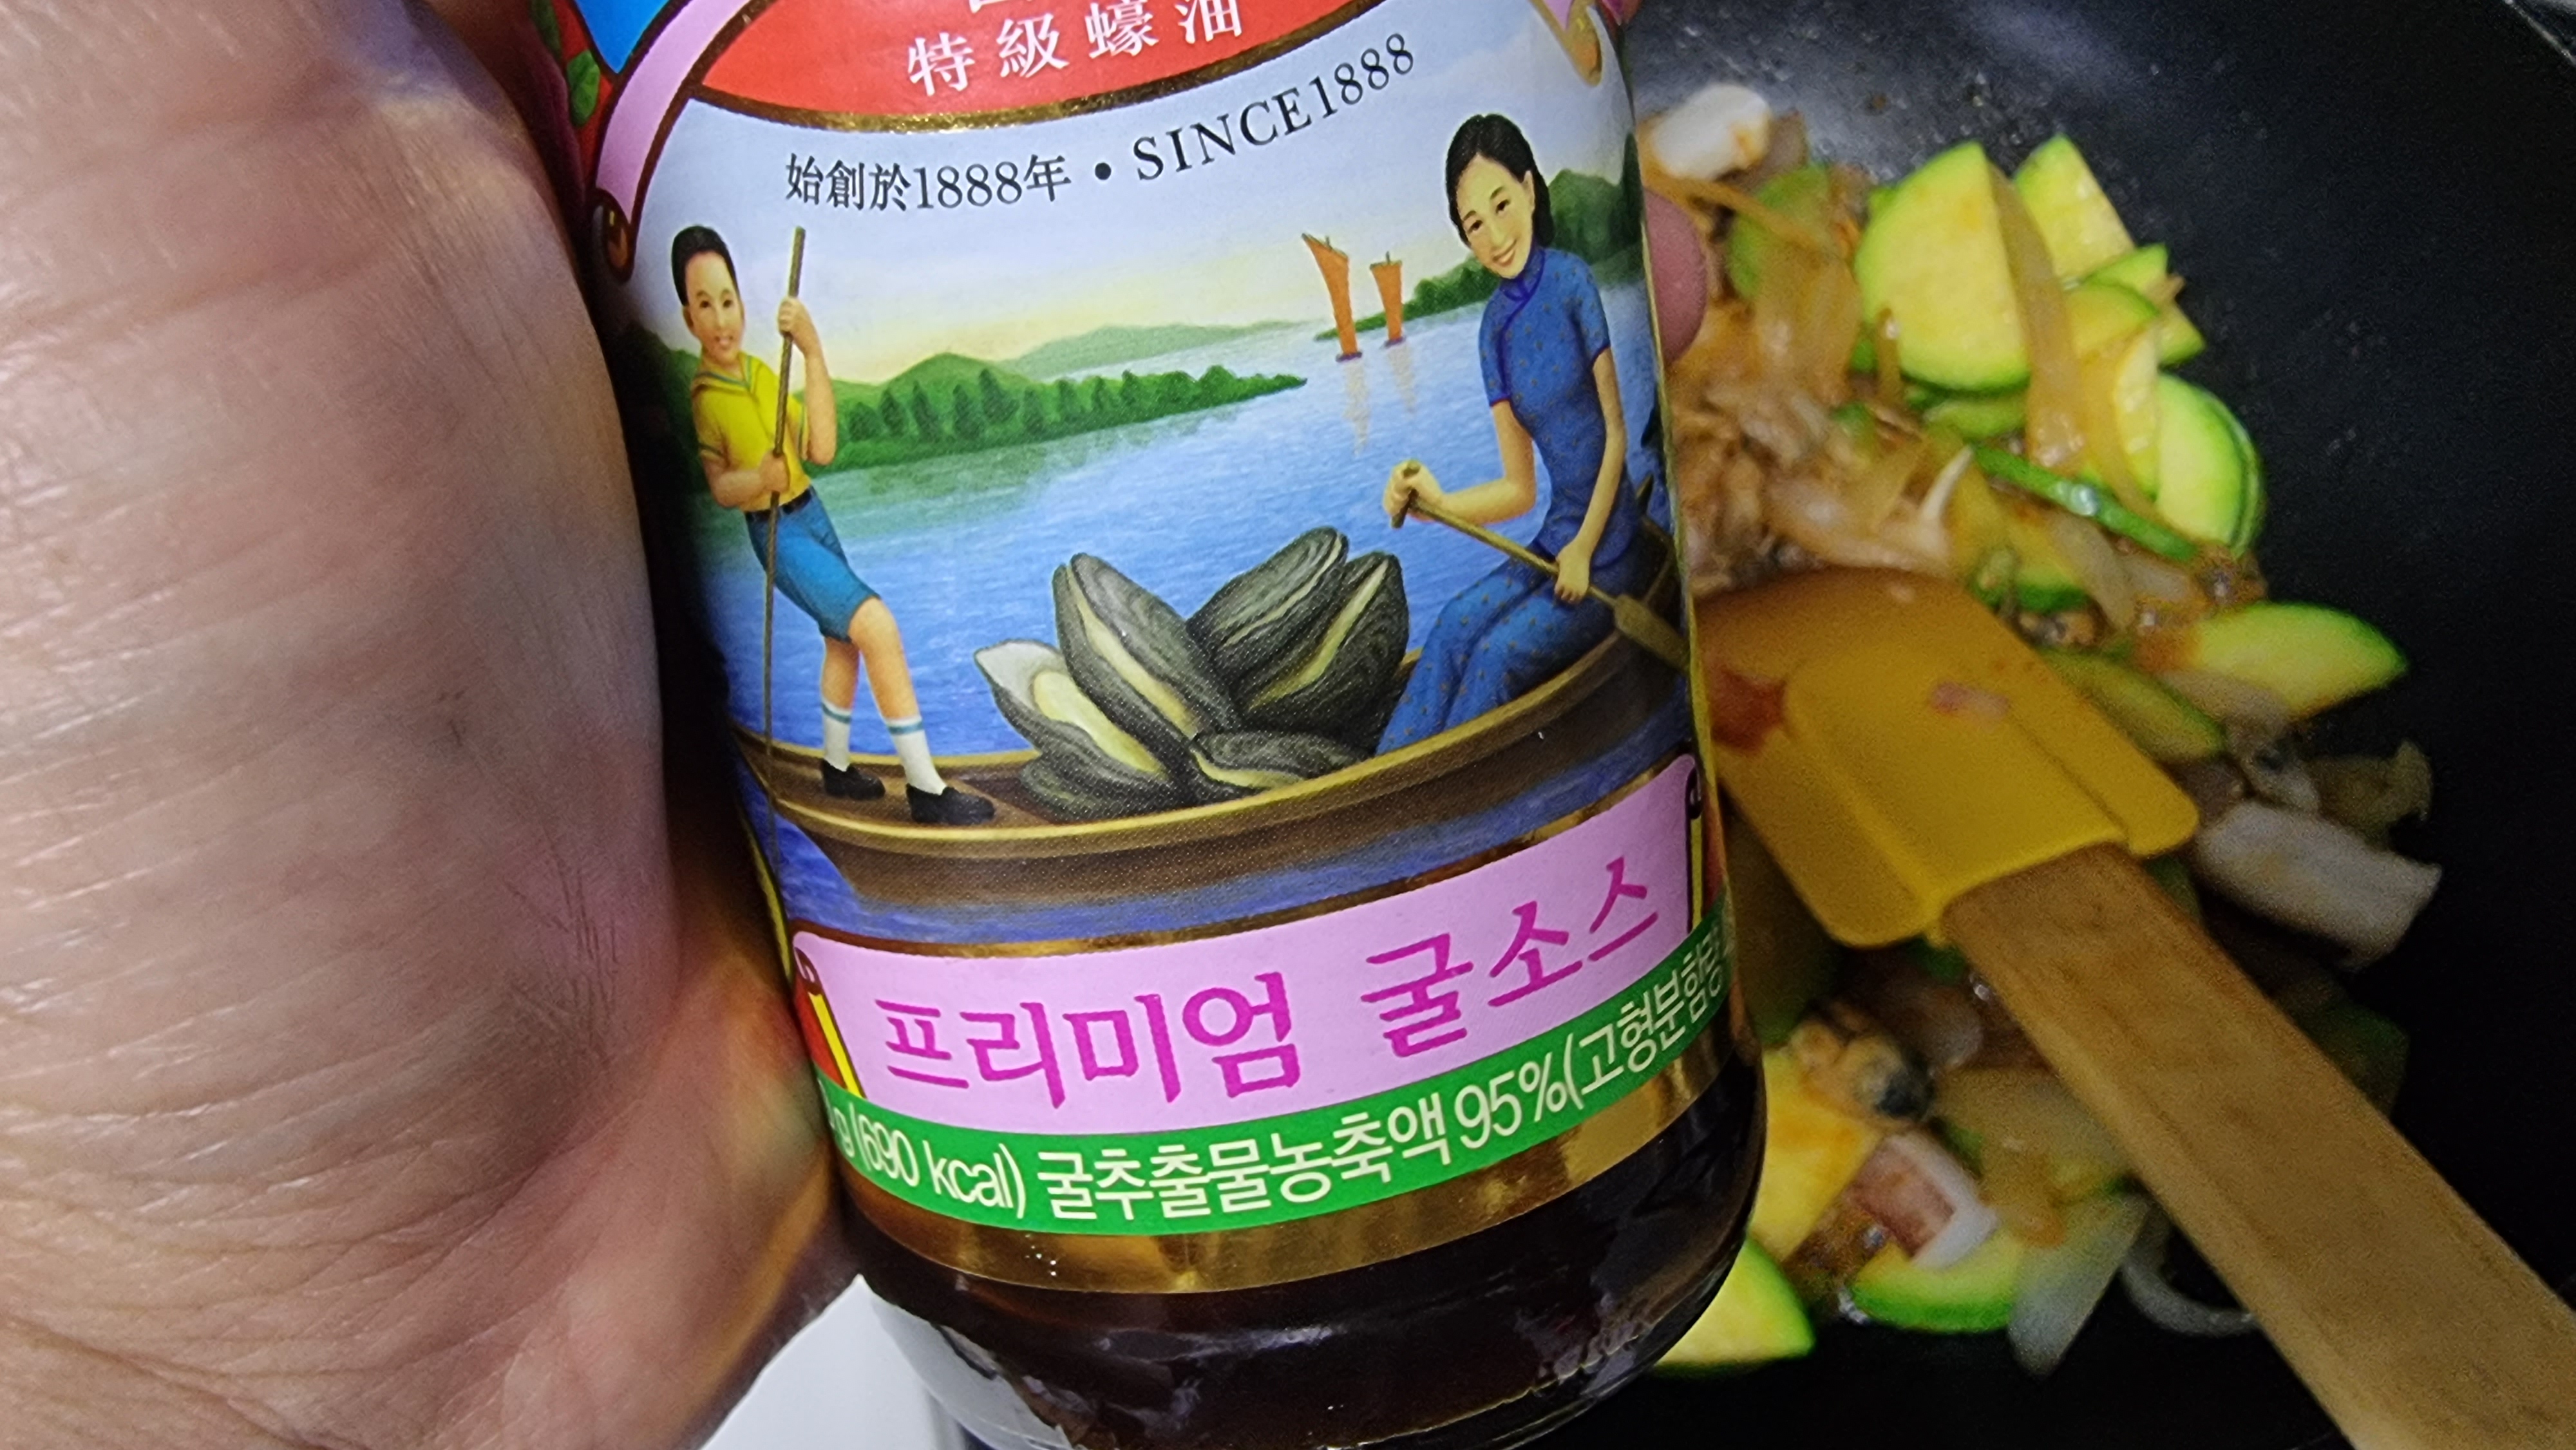 特級蠔油
始創於1888年 • SINCE1888
프리미엄 굴소스
g (690 kcal) 굴추출물농축액 95%(고형분함량